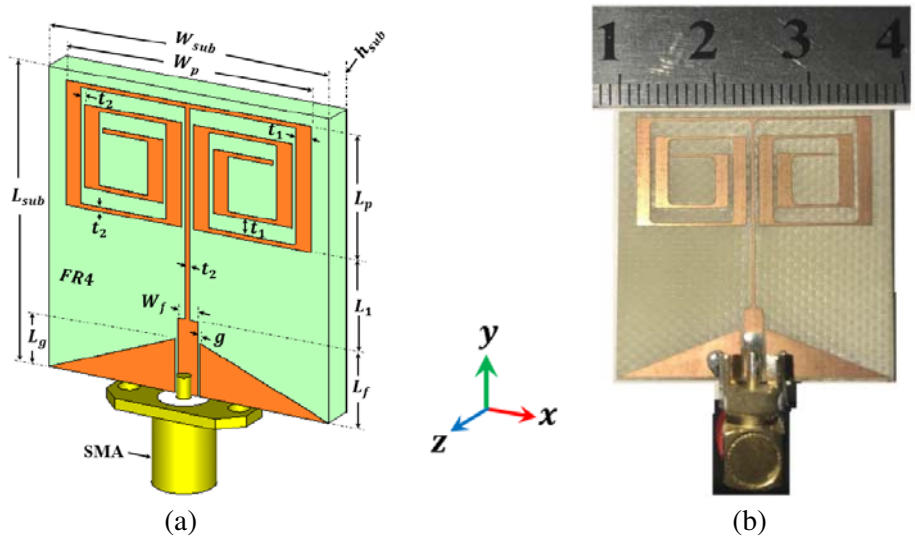 W_sub
h_sub
W_p
1 2 3 4
t_2
t_1
L_sub
L_p
t_2
t_1
FR4
t_2
W_f
L_1
L_g
g
L_f
y
x
z
SMA
(a) (b)